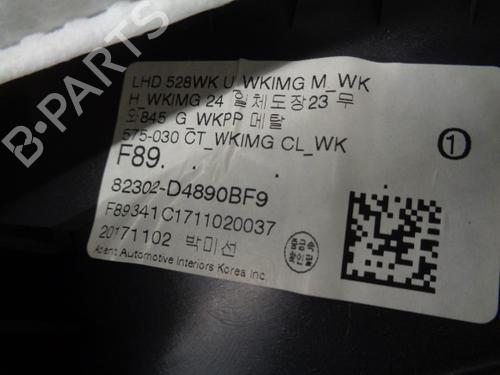 LHD 528WK U_WKIMG M_WK
H_WKIMG 24 일체도장23 무
와845 G_WKPP 메탈
575-030 CT_WKIMG CL_WK
F89.
82302-D4890BF9
F89341C1711020037
20171102 박미선
Adient Automotive Interiors Korea Inc.
1
B-Parts